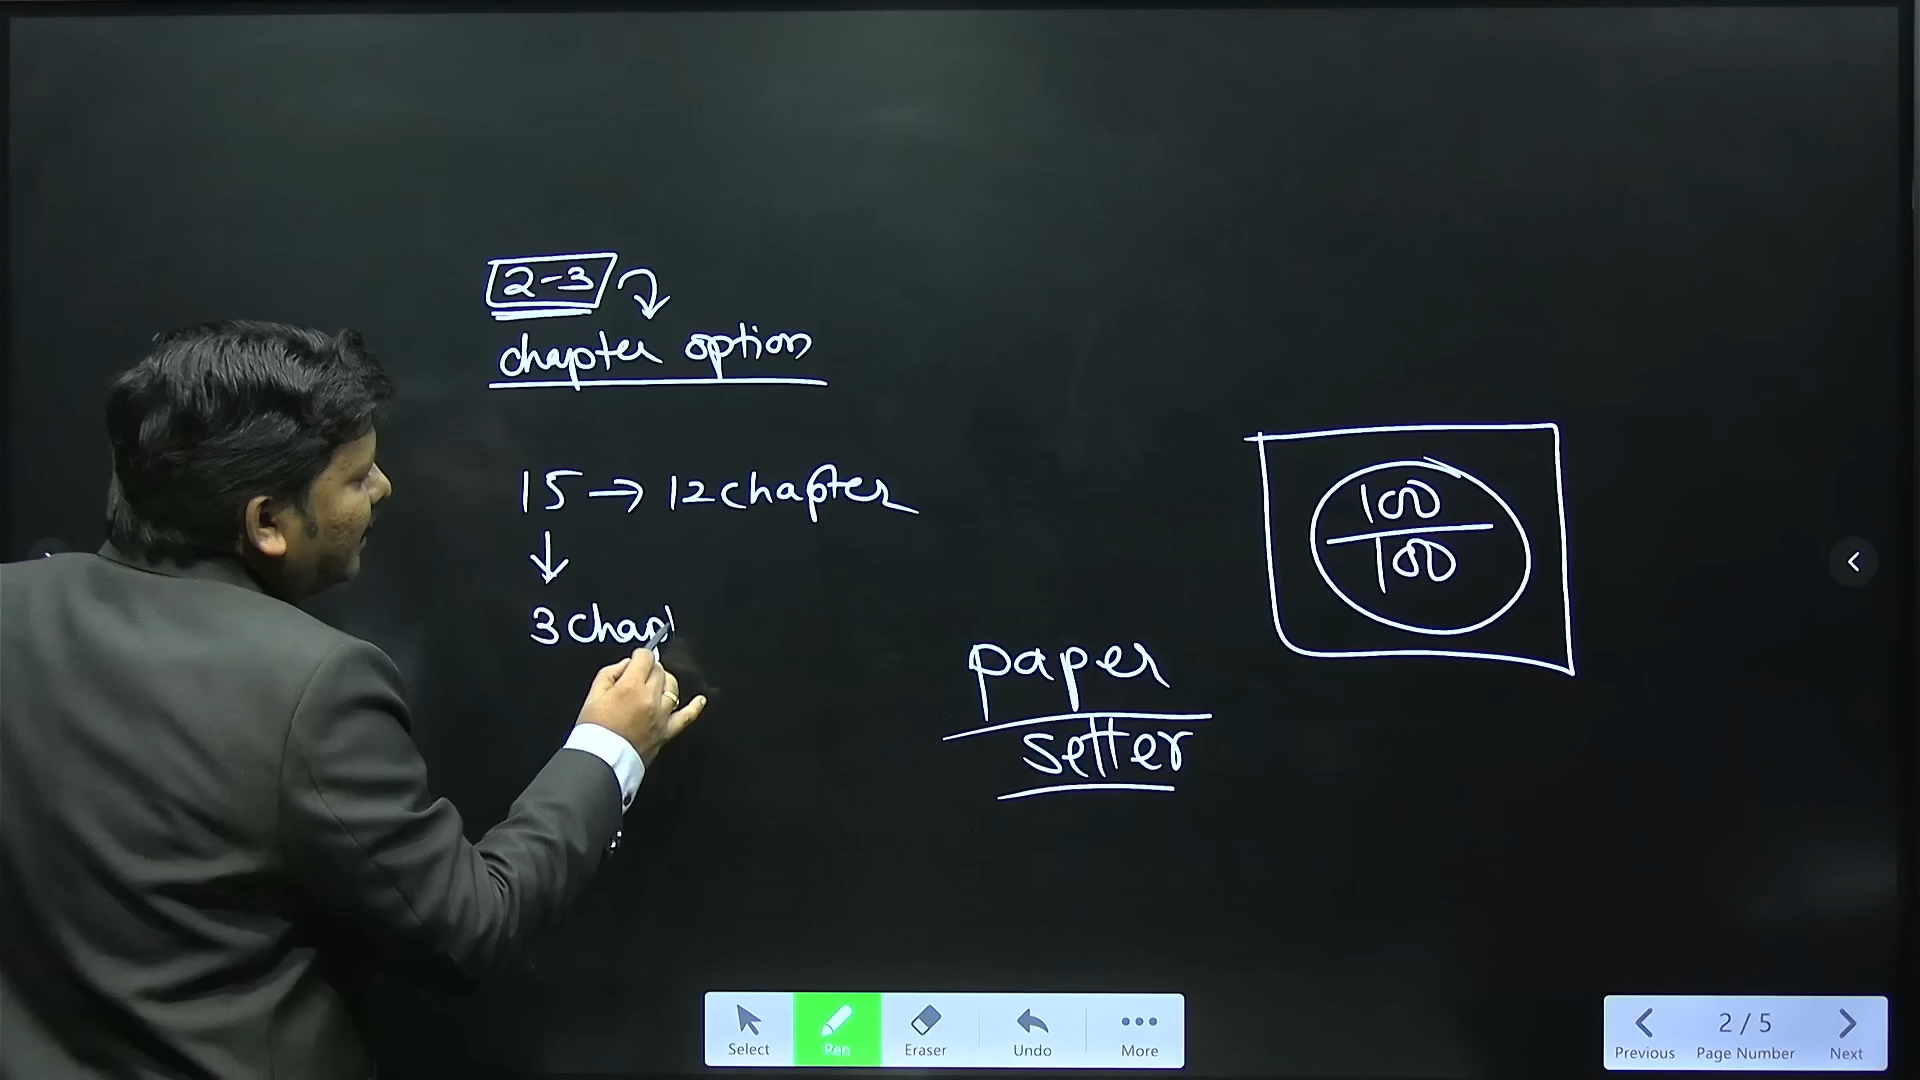 2-3
chapter option
15 → 12 chapter
↓
3 chap
100
100
paper
setter
Select
Pen
Eraser
Undo
More
2 / 5
Previous
Page Number
Next